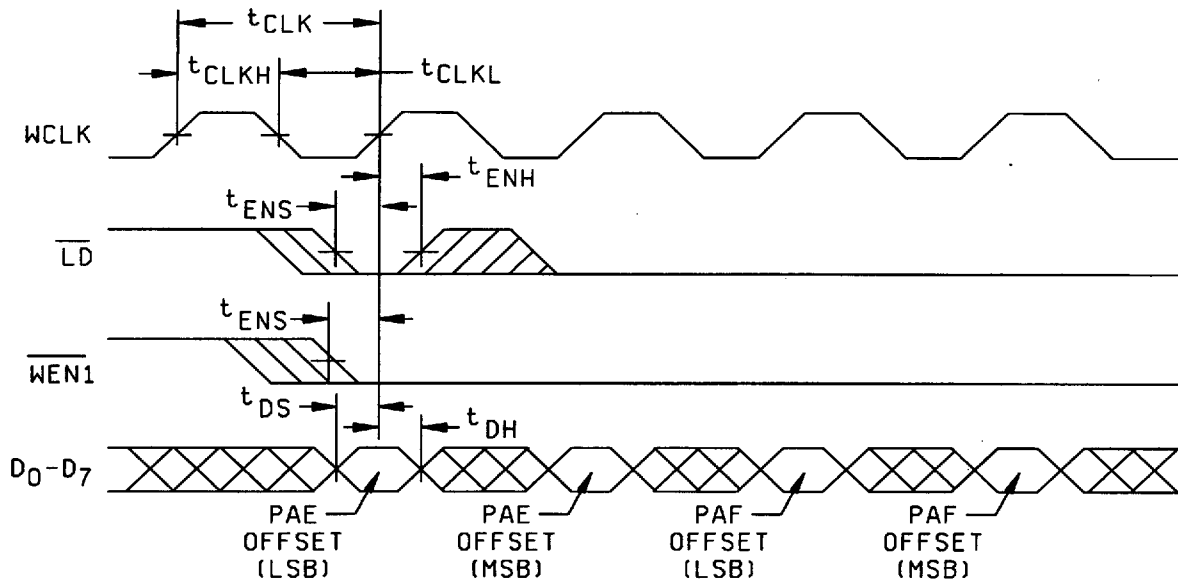 tCLK
tCLKH
tCLKL
WCLK
tENH
tENS
LD
tENS
WEN1
tDS
tDH
D0-D7
PAE
OFFSET
(LSB)
PAE
OFFSET
(MSB)
PAF
OFFSET
(LSB)
PAF
OFFSET
(MSB)